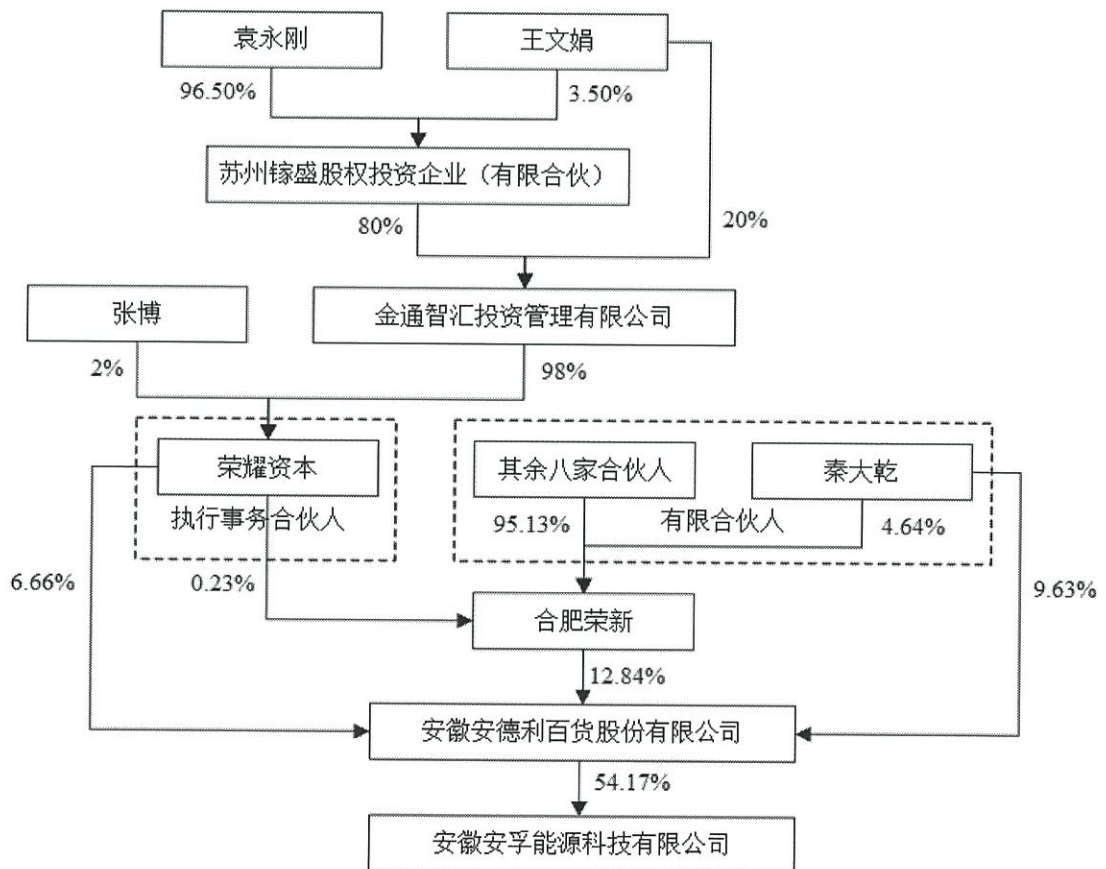 袁永刚
王文娟
96.50%
3.50%
苏州镓盛股权投资企业（有限合伙）
80%
20%
张博
金通智汇投资管理有限公司
2%
98%
荣耀资本
其余八家合伙人
秦大乾
执行事务合伙人
95.13%
有限合伙人
4.64%
6.66%
0.23%
9.63%
合肥荣新
12.84%
安徽安德利百货股份有限公司
54.17%
安徽安孚能源科技有限公司